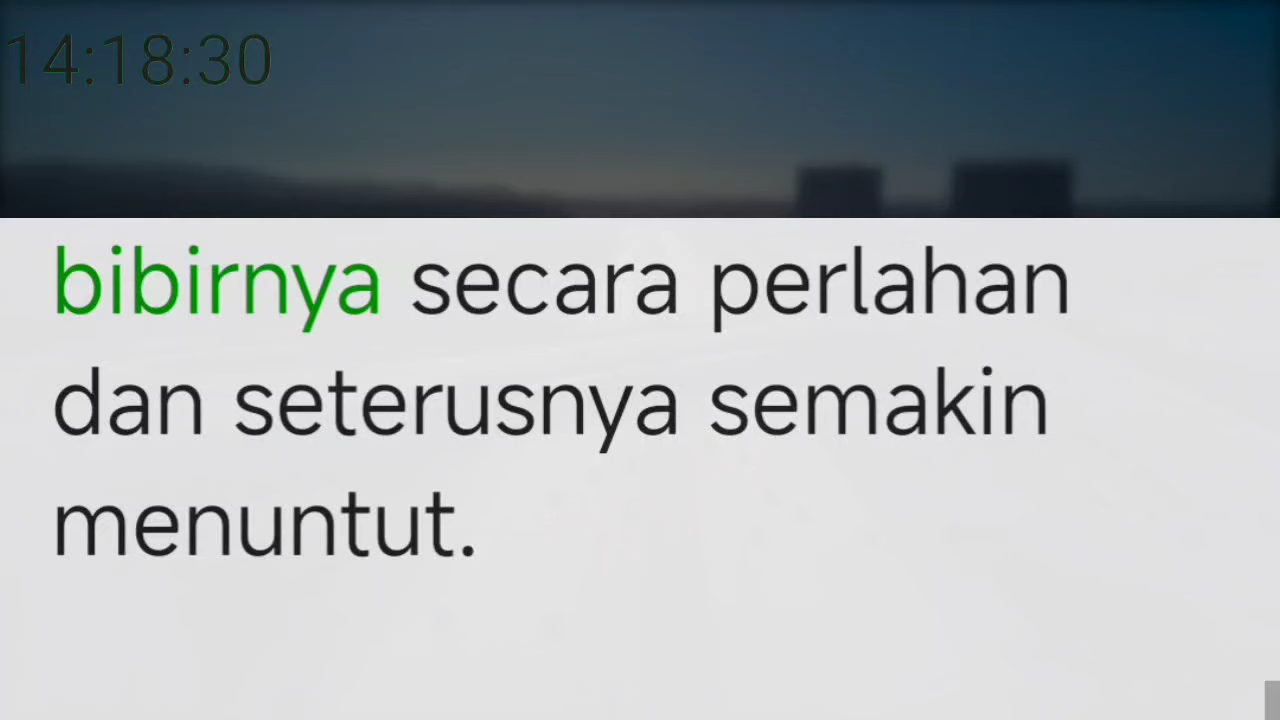 14:18:30
bibirnya secara perlahan
dan seterusnya semakin
menuntut.